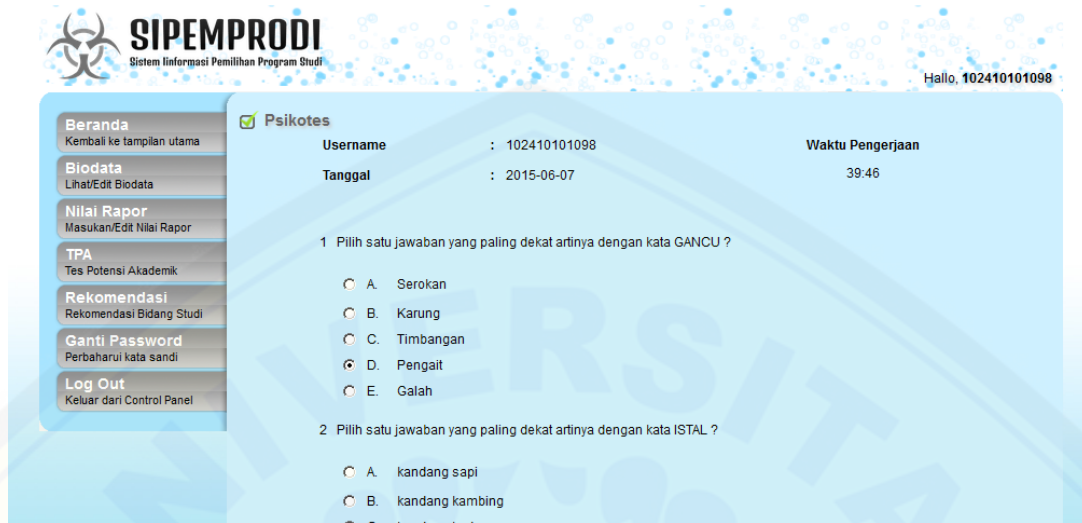 SIPEMPRODI
Sistem Iinformasi Pemilihan Program Studi
Hallo, 102410101098
Beranda
Kembali ke tampilan utama
Biodata
Lihat/Edit Biodata
Nilai Rapor
Masukan/Edit Nilai Rapor
TPA
Tes Potensi Akademik
Rekomendasi
Rekomendasi Bidang Studi
Ganti Password
Perbaharui kata sandi
Log Out
Keluar dari Control Panel
Psikotes
Username : 102410101098 Waktu Pengerjaan
Tanggal : 2015-06-07 39:46
1 Pilih satu jawaban yang paling dekat artinya dengan kata GANCU ?
A. Serokan
B. Karung
C. Timbangan
D. Pengait
E. Galah
2 Pilih satu jawaban yang paling dekat artinya dengan kata ISTAL ?
A. kandang sapi
B. kandang kambing